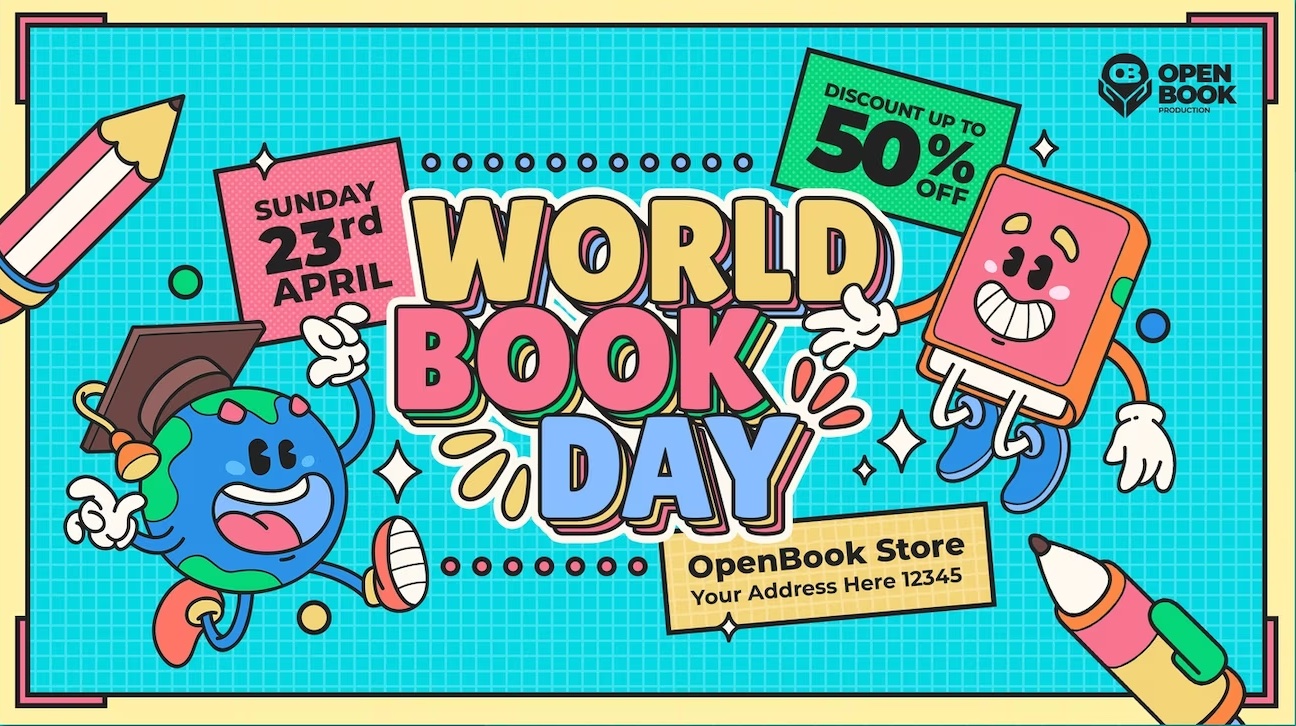 OB
OPEN
BOOK
PRODUCTION
DISCOUNT UP TO
50%
OFF
SUNDAY
23rd
APRIL
WORLD
BOOK
DAY
OpenBook Store
Your Address Here 12345